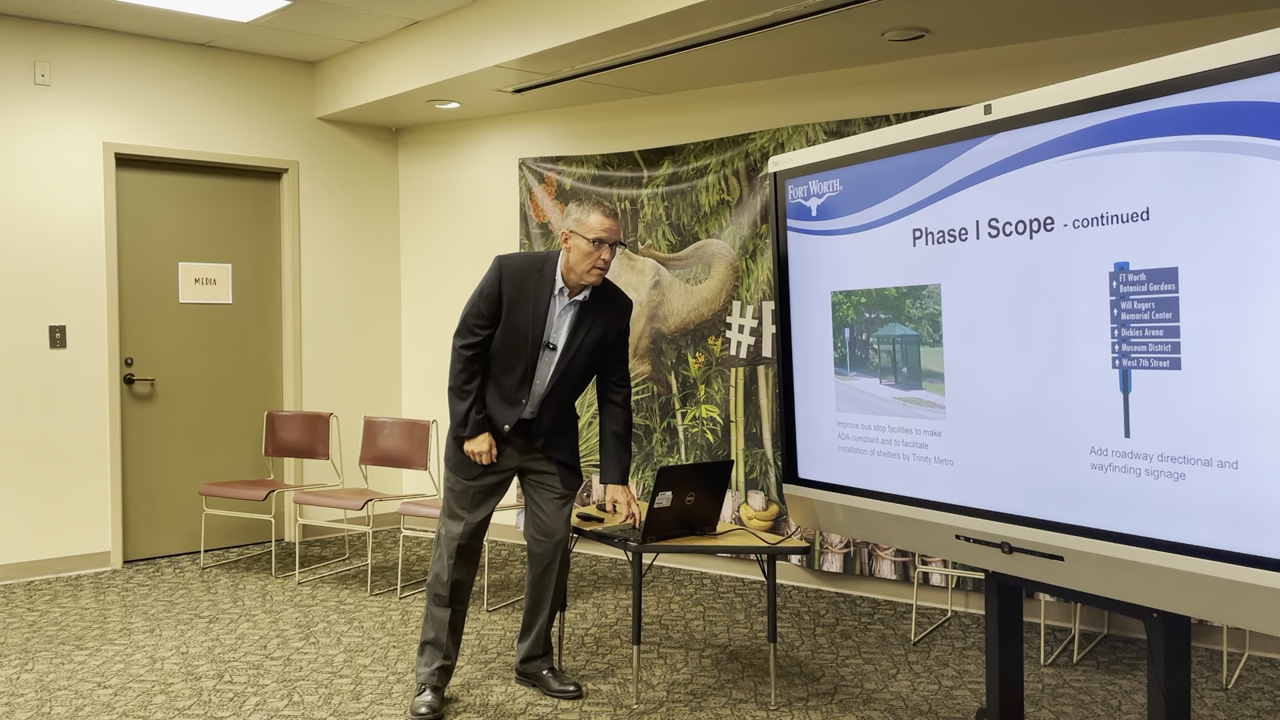 MEDIA
#F
FORT WORTH®
Phase I Scope - continued
Improve bus stop facilities to make
ADA compliant and to facilitate
installation of shelters by Trinity Metro
FT Worth
Botanical Gardens
Will Rogers
Memorial Center
Dickies Arena
Museum District
West 7th Street
Add roadway directional and
wayfinding signage
DELL